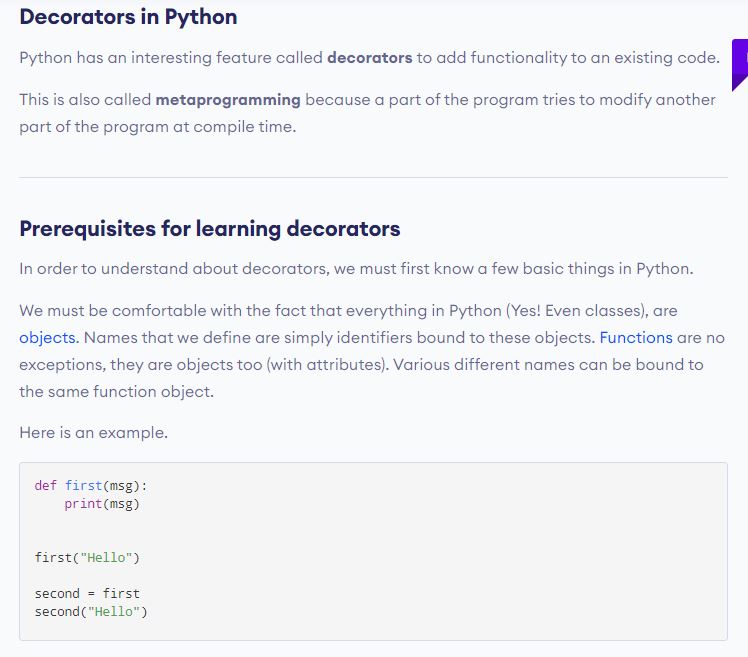 Decorators in Python
Python has an interesting feature called decorators to add functionality to an existing code.
This is also called metaprogramming because a part of the program tries to modify another
part of the program at compile time.
Prerequisites for learning decorators
In order to understand about decorators, we must first know a few basic things in Python.
We must be comfortable with the fact that everything in Python (Yes! Even classes), are
objects. Names that we define are simply identifiers bound to these objects. Functions are no
exceptions, they are objects too (with attributes). Various different names can be bound to
the same function object.
Here is an example.
def first(msg):
    print(msg)
first("Hello")
second = first
second("Hello")